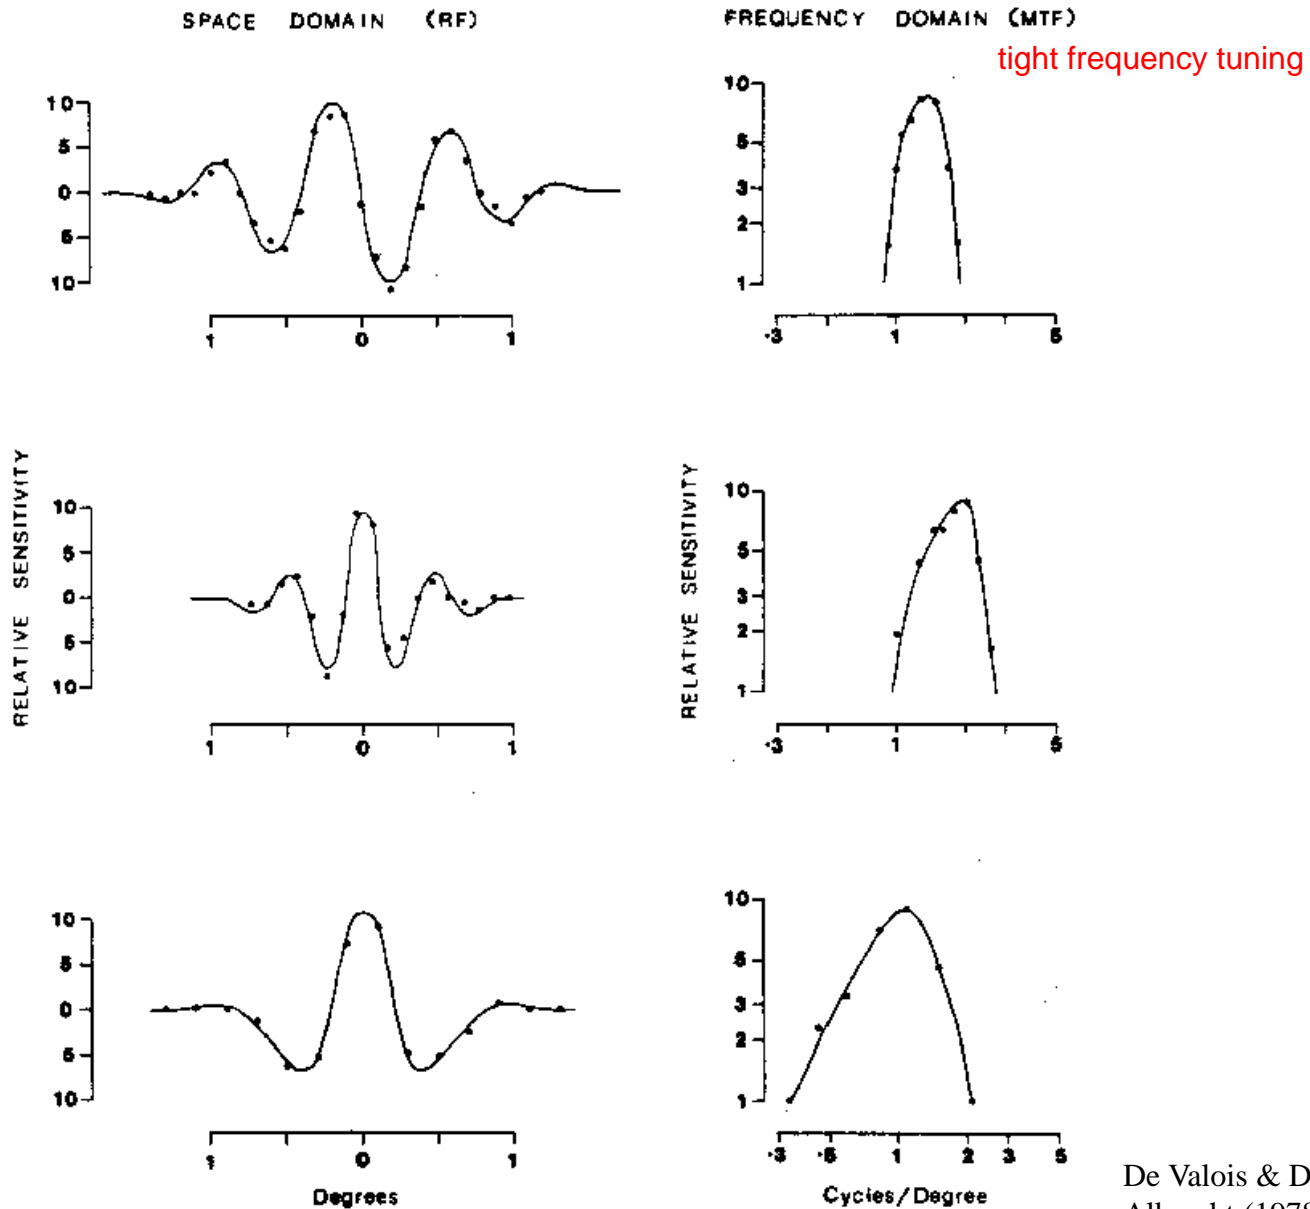 SPACE DOMAIN (RF)
FREQUENCY DOMAIN (MTF)
tight frequency tuning
10
5
0
5
10
1 0 1
10
5
3
2
1
.3 1 5
RELATIVE SENSITIVITY
10
5
0
5
10
1 0 1
RELATIVE SENSITIVITY
10
5
3
2
1
.3 1 5
10
5
0
5
10
1 0 1
Degrees
10
5
3
2
1
.3 .5 1 2 3 5
Cycles/Degree
De Valois & D